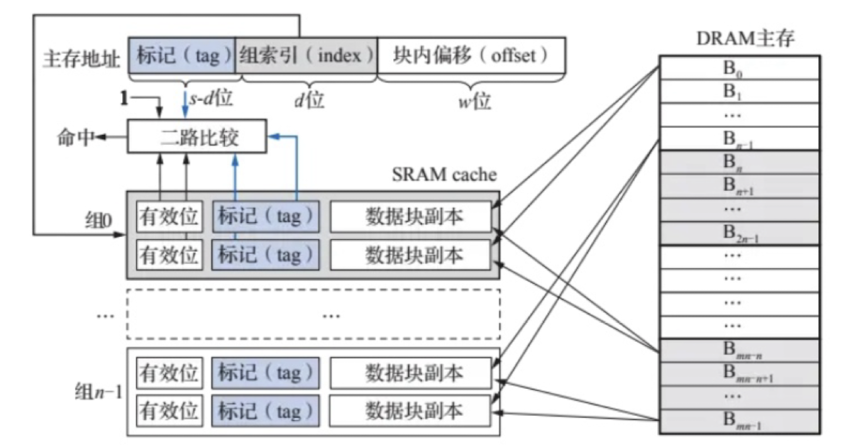 DRAM主存
主存地址 标记（tag） 组索引（index） 块内偏移（offset）
s-d位 d位 w位
1
命中 二路比较
SRAM cache
组0
有效位 标记（tag） 数据块副本
有效位 标记（tag） 数据块副本
… …
组n-1
有效位 标记（tag） 数据块副本
有效位 标记（tag） 数据块副本
B0
B1
…
Bn-1
Bn
Bn+1
…
B2n-1
…
…
…
…
Bmn-n
Bmn-n+1
…
Bmn-1